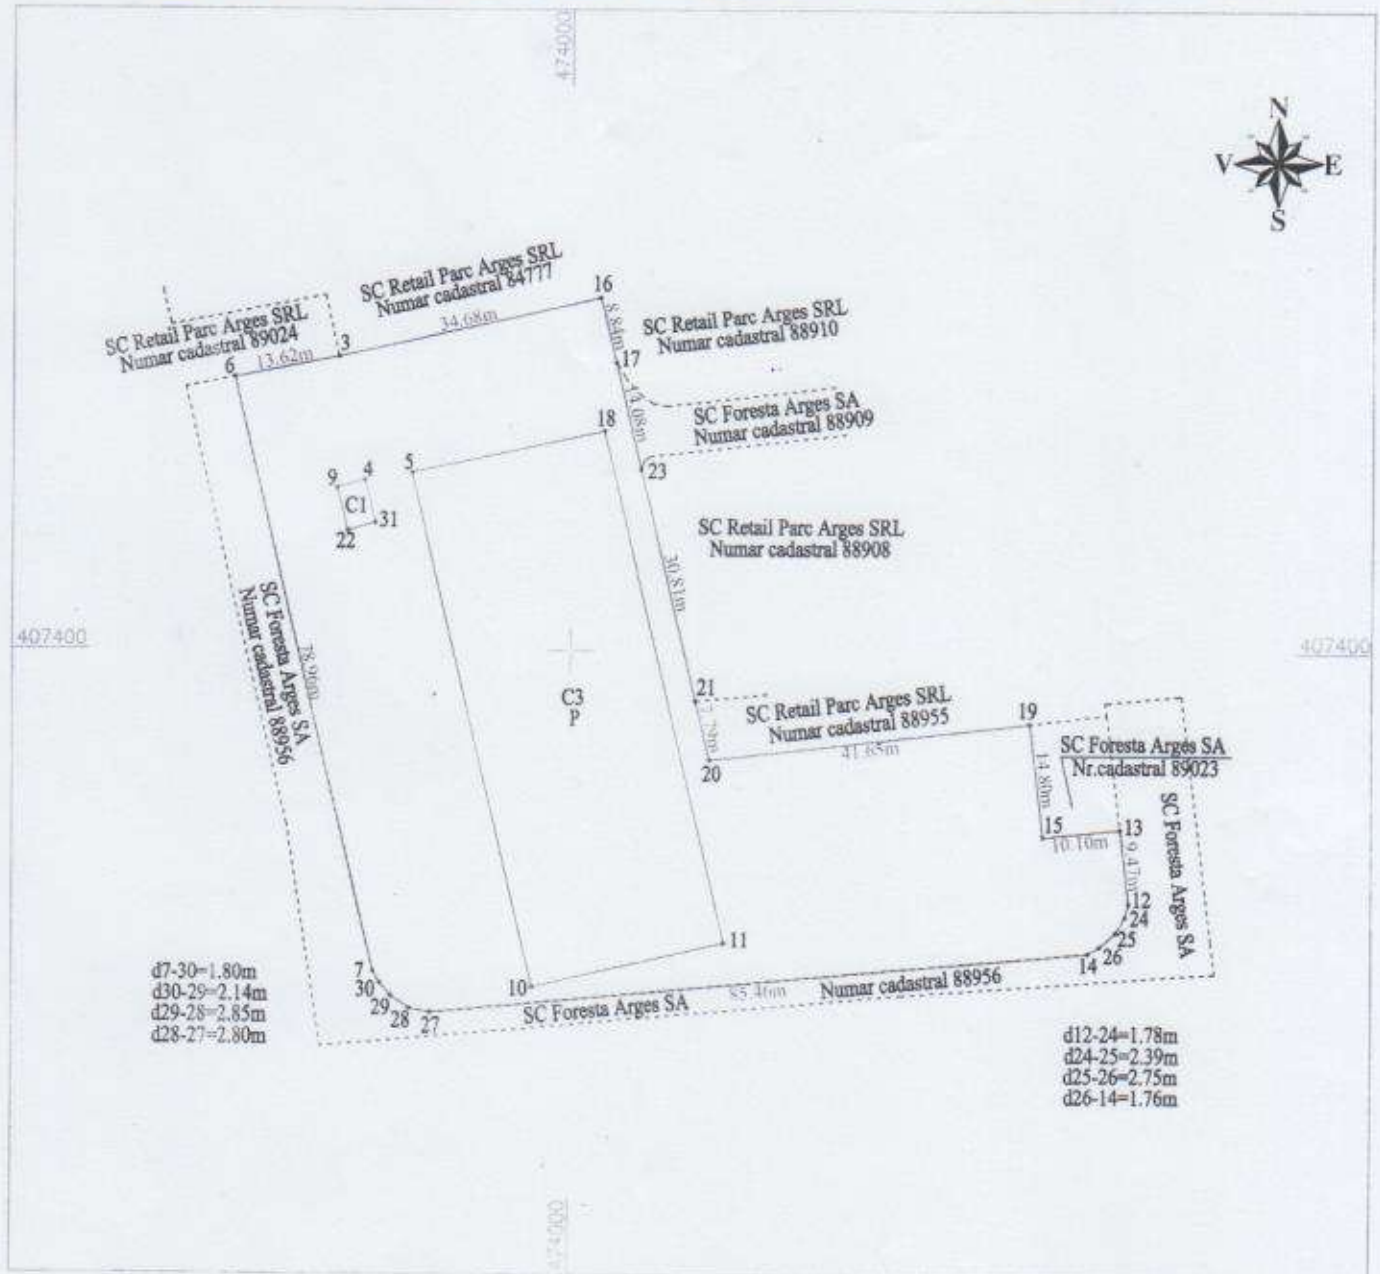 474000
N
V E
S
SC Retail Parc Arges SRL
Numar cadastral 84777
34.68m
16
8.84m
SC Retail Parc Arges SRL
Numar cadastral 89024
13.62m
6
3
SC Retail Parc Arges SRL
Numar cadastral 88910
17
SC Foresta Arges SA
Numar cadastral 88909
18
23
5
9
4
C1
31
22
SC Retail Parc Arges SRL
Numar cadastral 88908
30.81m
SC Foresta Arges SA
Numar cadastral 88956
78.96m
407400
407400
C3
P
21
SC Retail Parc Arges SRL
Numar cadastral 88955
41.65m
20
19
SC Foresta Arges SA
Nr.cadastral 89023
14.80m
15
10.10m
13
9.47m
SC Foresta Arges SA
12
24
25
26
14
11
10
7
30
29
28
27
SC Foresta Arges SA
85.46m
Numar cadastral 88956
d7-30=1.80m
d30-29=2.14m
d29-28=2.85m
d28-27=2.80m
d12-24=1.78m
d24-25=2.39m
d25-26=2.75m
d26-14=1.76m
474000